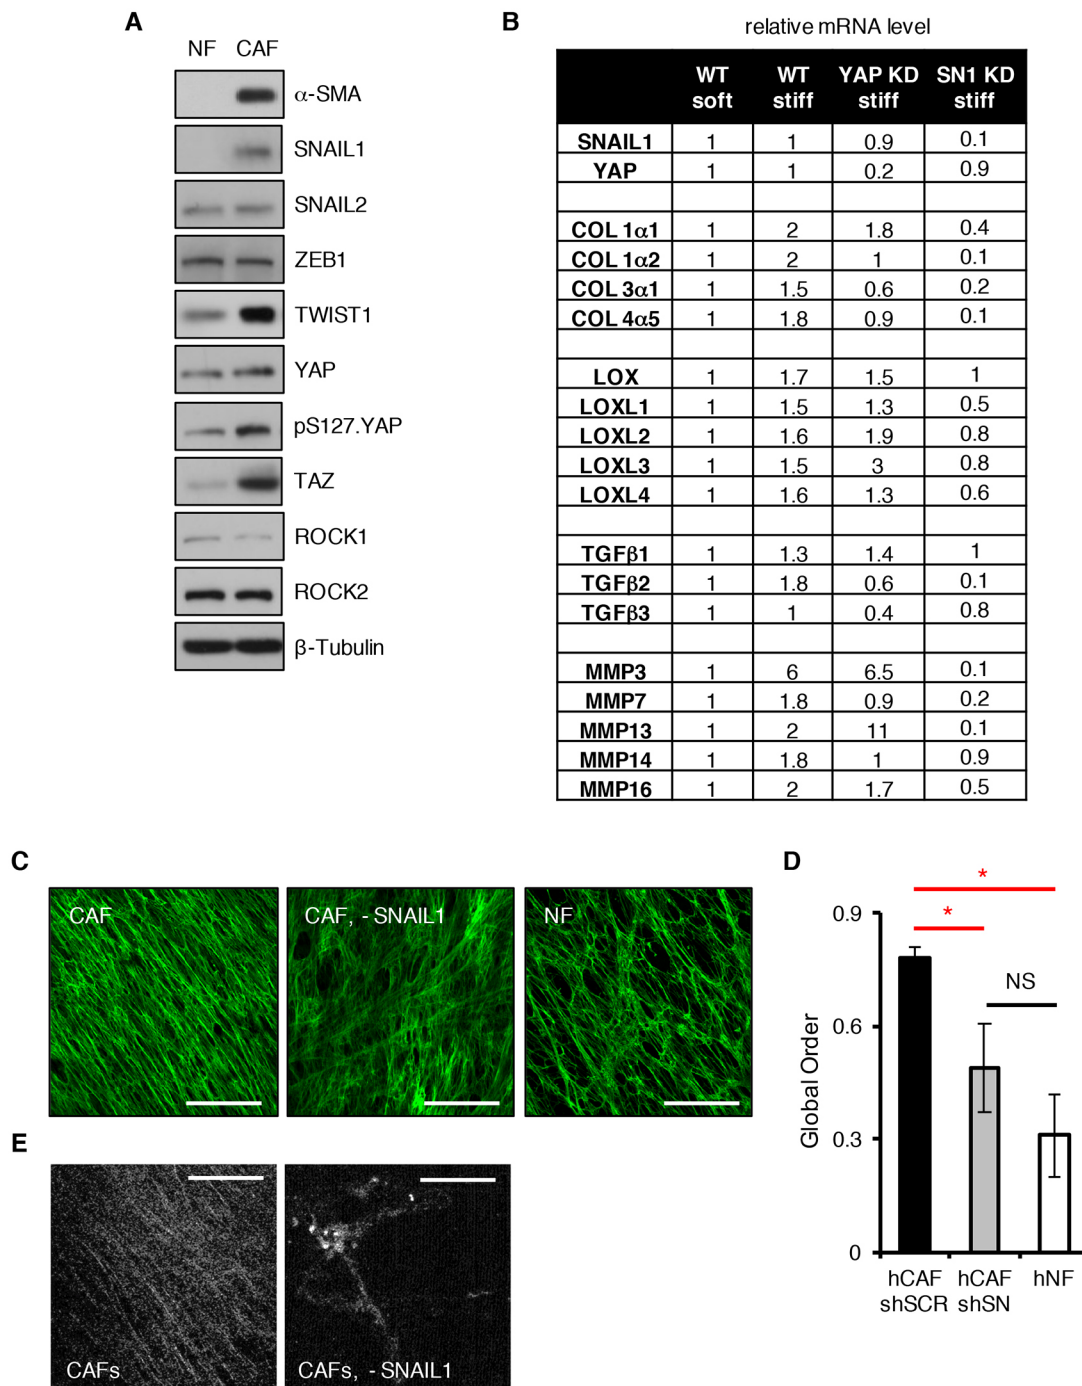 A
NF CAF
α-SMA
SNAIL1
SNAIL2
ZEB1
TWIST1
YAP
pS127.YAP
TAZ
ROCK1
ROCK2
β-Tubulin
B
relative mRNA level
WT soft WT stiff YAP KD stiff SN1 KD stiff
SNAIL1 1 1 0.9 0.1
YAP 1 1 0.2 0.9
COL 1α1 1 2 1.8 0.4
COL 1α2 1 2 1 0.1
COL 3α1 1 1.5 0.6 0.2
COL 4α5 1 1.8 0.9 0.1
LOX 1 1.7 1.5 1
LOXL1 1 1.5 1.3 0.5
LOXL2 1 1.6 1.9 0.8
LOXL3 1 1.5 3 0.8
LOXL4 1 1.6 1.3 0.6
TGFβ1 1 1.3 1.4 1
TGFβ2 1 1.8 0.6 0.1
TGFβ3 1 1 0.4 0.8
MMP3 1 6 6.5 0.1
MMP7 1 1.8 0.9 0.2
MMP13 1 2 11 0.1
MMP14 1 1.8 1 0.9
MMP16 1 2 1.7 0.5
C
CAF
CAF, - SNAIL1
NF
D
*
*
NS
Global Order
0.9
0.6
0.3
0
hCAF shSCR
hCAF shSN
hNF
E
CAFs
CAFs, - SNAIL1